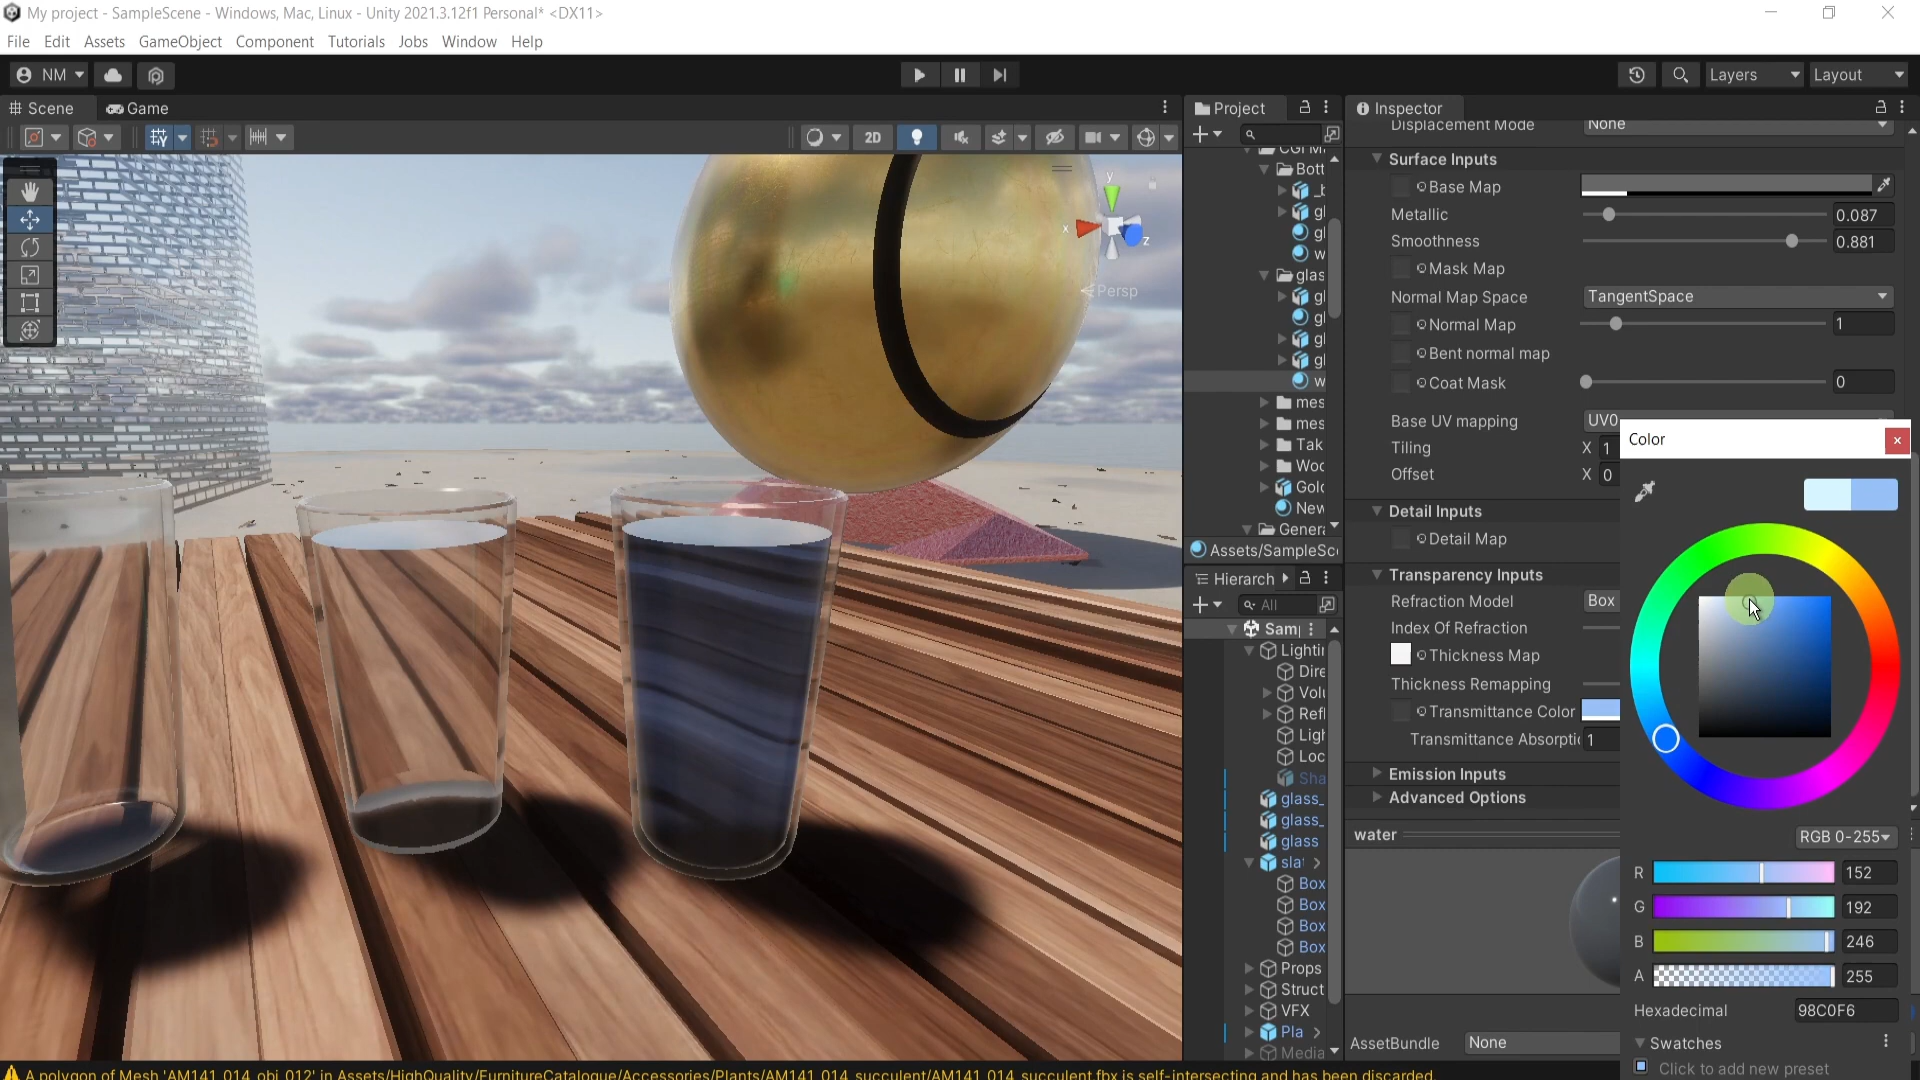 My project - SampleScene - Windows, Mac, Linux - Unity 2021.3.12f1 Personal* <DX11>
File Edit Assets GameObject Component Tutorials Jobs Window Help
NM
Layers
Layout
Scene
Game
2D
y
x
z
Persp
Project
Bott
glas
mes
mes
Tak
Woo
Gold
New
Genera
Assets/SampleSc
Hierarch
All
Sam
Lighti
Dire
Volu
Refl
Ligh
Loc
Sha
glass_
glass_
glass
slat
Box
Box
Box
Box
Props
Struct
VFX
Pla
Media
Inspector
Displacement Mode None
Surface Inputs
Base Map
Metallic 0.087
Smoothness 0.881
Mask Map
Normal Map Space TangentSpace
Normal Map 1
Bent normal map
Coat Mask 0
Base UV mapping UV0
Tiling X 1
Offset X 0
Detail Inputs
Detail Map
Transparency Inputs
Refraction Model Box
Index Of Refraction
Thickness Map
Thickness Remapping
Transmittance Color
Transmittance Absorpti 1
Emission Inputs
Advanced Options
water
AssetBundle None
Color
RGB 0-255
R 152
G 192
B 246
A 255
Hexadecimal 98C0F6
Swatches
Click to add new preset
A polygon of Mesh 'AM141_014_obj_012' in Assets/HighQuality/FurnitureCatalogue/Accessories/Plants/AM141_014_succulent/AM141_014_succulent.fbx is self-intersecting and has been discarded.